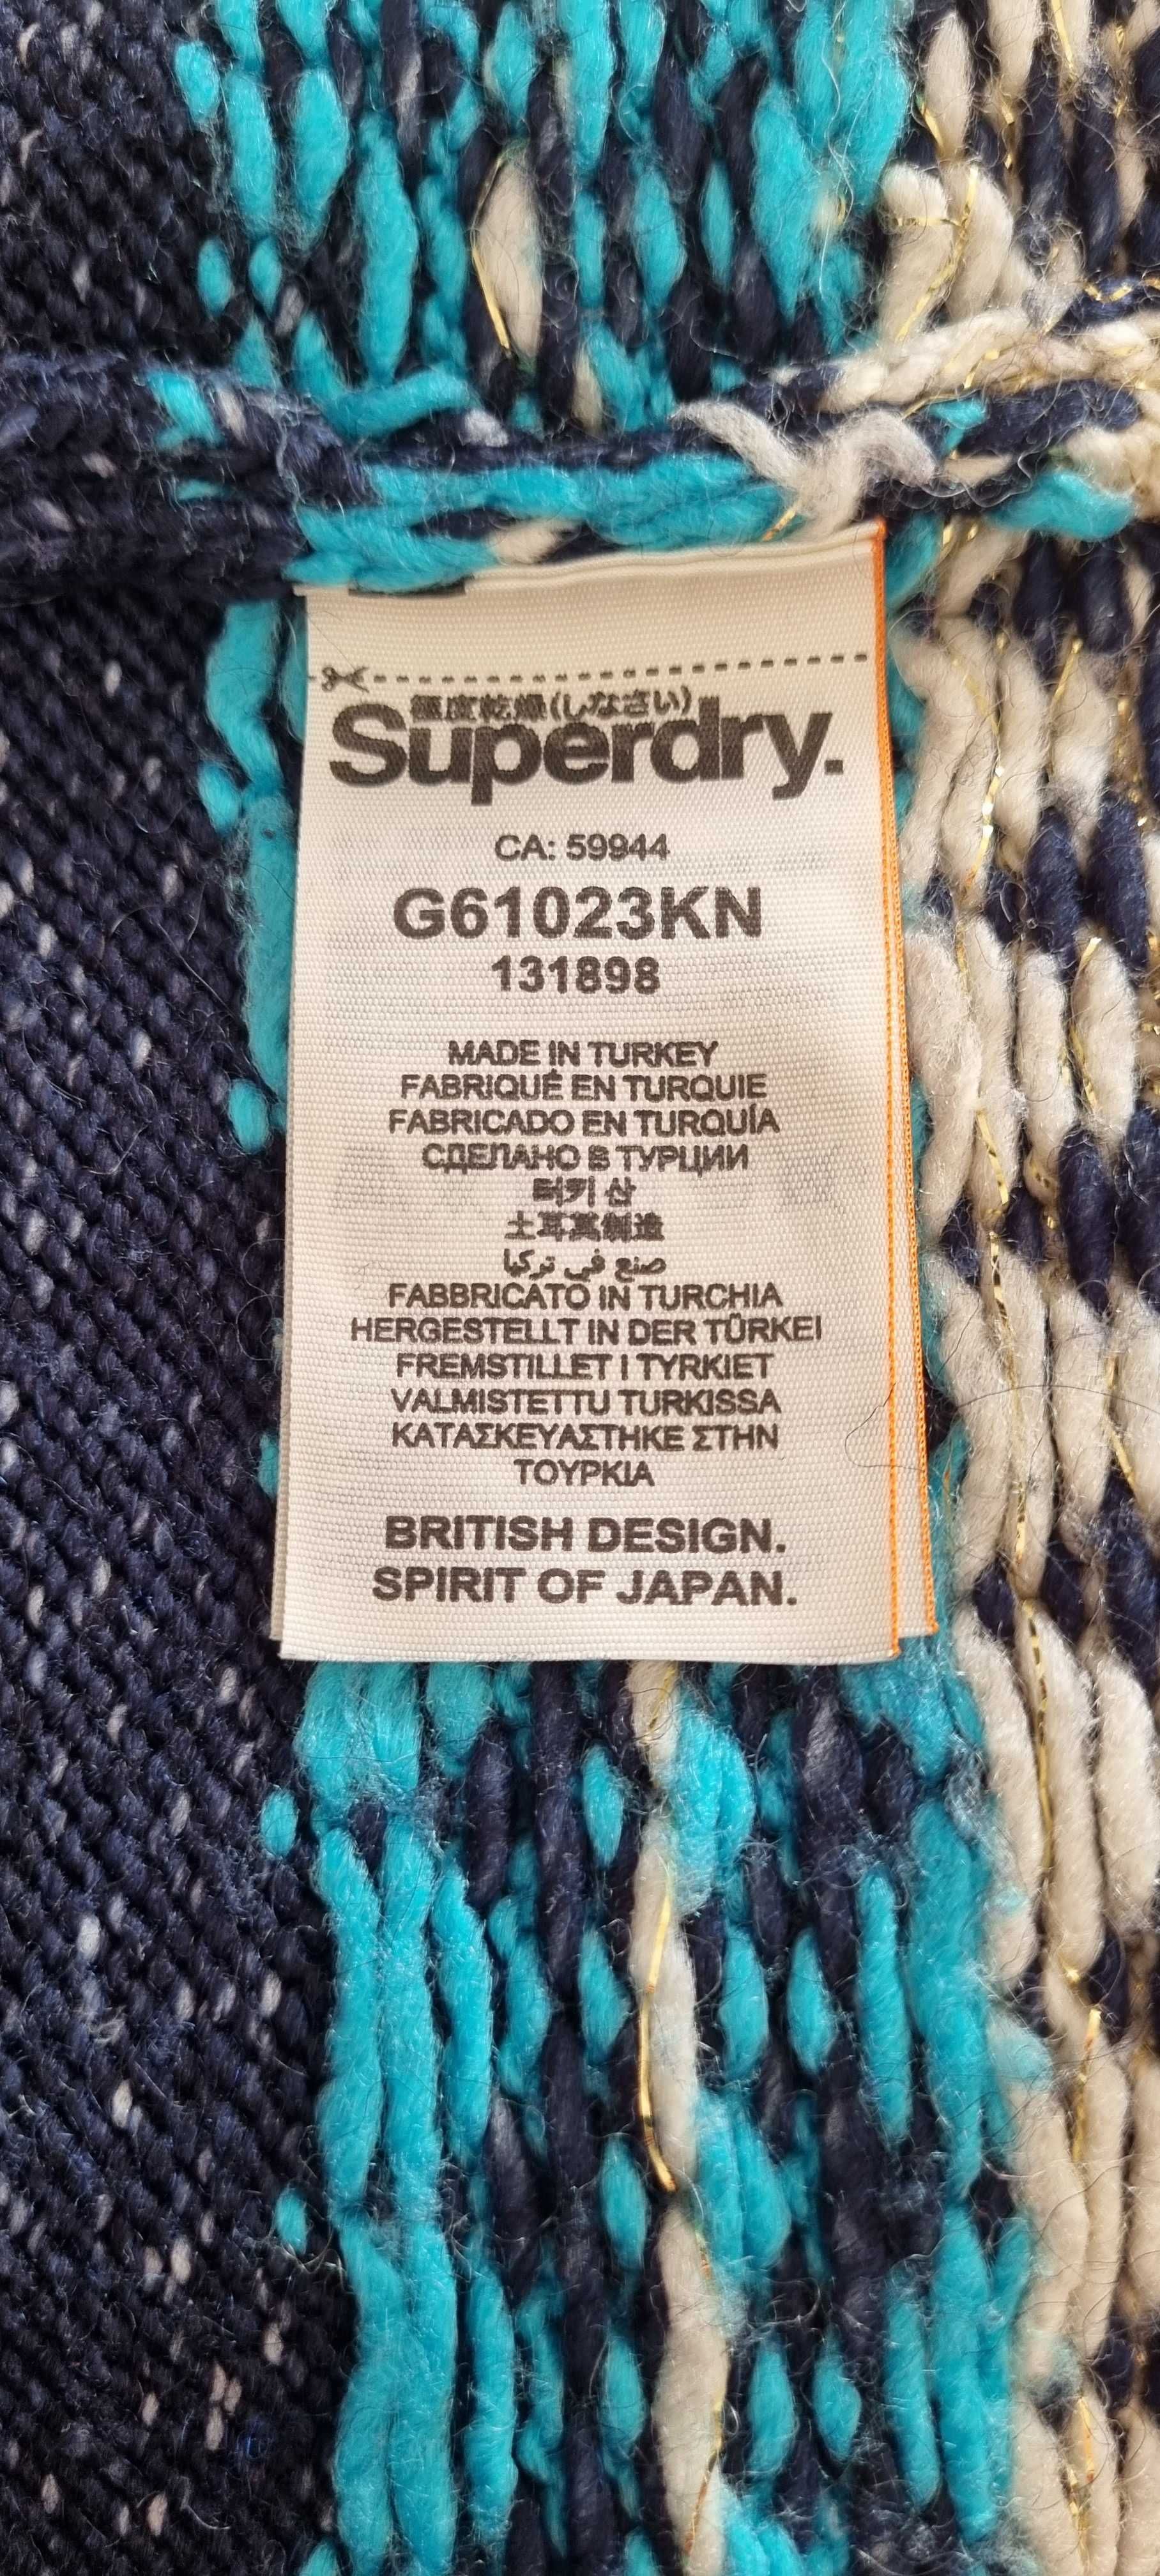 極度乾燥(しなさい)
Superdry.
CA: 59944
G61023KN
131898
MADE IN TURKEY
FABRIQUÉ EN TURQUIE
FABRICADO EN TURQUÍA
СДЕЛАНО В ТУРЦИИ
터키 산
土耳其制造
صنع في تركيا
FABBRICATO IN TURCHIA
HERGESTELLT IN DER TÜRKEI
FREMSTILLET I TYRKIET
VALMISTETTU TURKISSA
ΚΑΤΑΣΚΕΥΑΣΤΗΚΕ ΣΤΗΝ
ΤΟΥΡΚΙΑ
BRITISH DESIGN.
SPIRIT OF JAPAN.